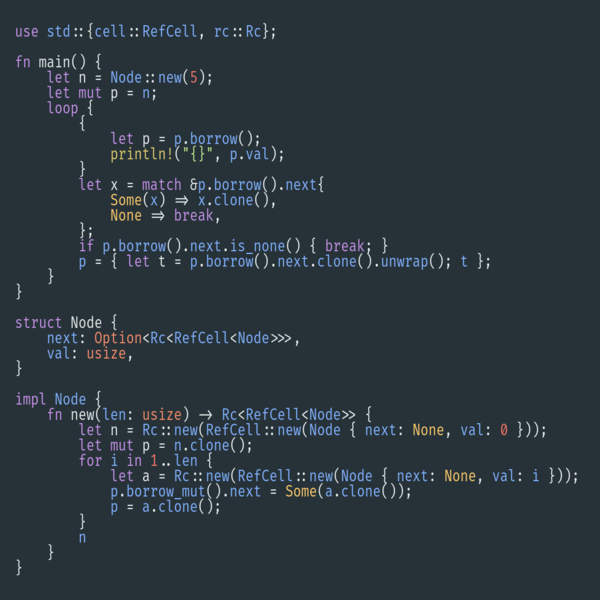 use std::{cell::RefCell, rc::Rc};

fn main() {
    let n = Node::new(5);
    let mut p = n;
    loop {
        {
            let p = p.borrow();
            println!("{}", p.val);
        }
        let x = match &p.borrow().next{
            Some(x) => x.clone(),
            None => break,
        };
        if p.borrow().next.is_none() { break; }
        p = { let t = p.borrow().next.clone().unwrap(); t };
    }
}

struct Node {
    next: Option<Rc<RefCell<Node>>>,
    val: usize,
}

impl Node {
    fn new(len: usize) -> Rc<RefCell<Node>> {
        let n = Rc::new(RefCell::new(Node { next: None, val: 0 }));
        let mut p = n.clone();
        for i in 1..len {
            let a = Rc::new(RefCell::new(Node { next: None, val: i }));
            p.borrow_mut().next = Some(a.clone());
            p = a.clone();
        }
        n
    }
}